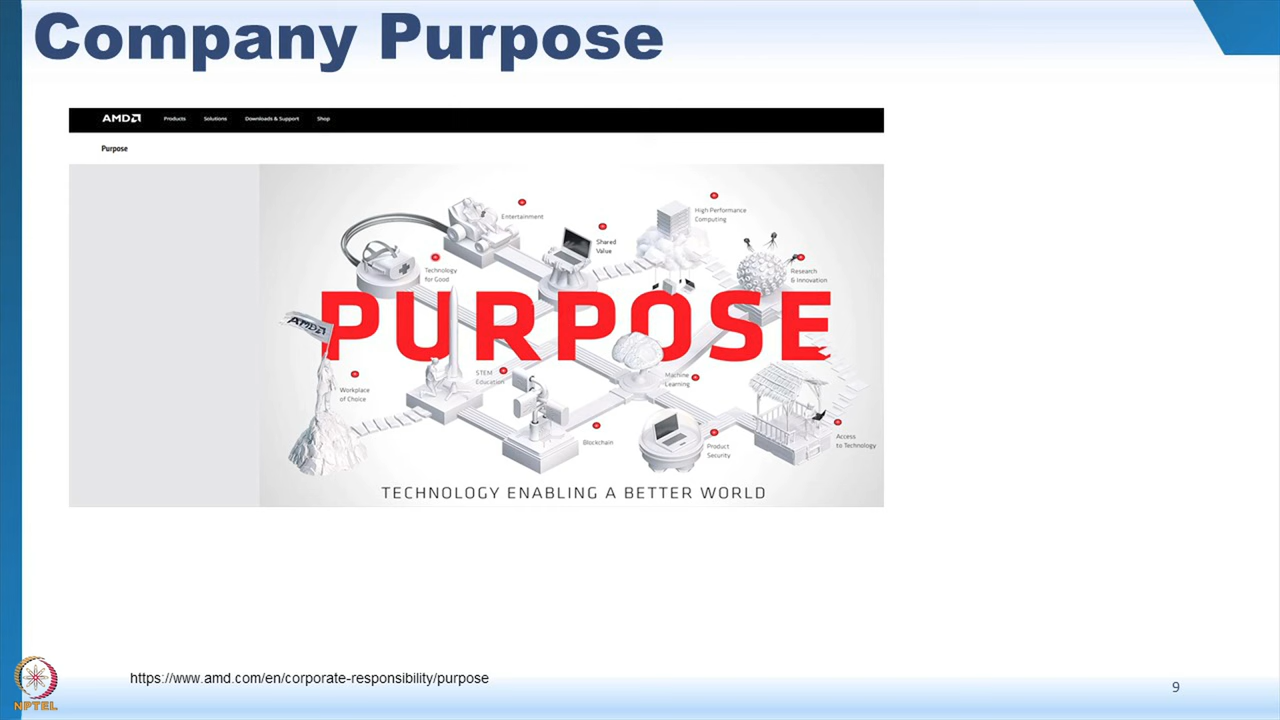 Company Purpose
AMD
Products Solutions Downloads & Support Shop
Purpose
Entertainment
High Performance
Computing
Shared
Value
Technology
for Good
Research
& Innovation
PURPOSE
AMD
STEM
Education
Machine
Learning
Workplace
of Choice
Blockchain
Product
Security
Access
to Technology
TECHNOLOGY ENABLING A BETTER WORLD
https://www.amd.com/en/corporate-responsibility/purpose
9
NPTEL